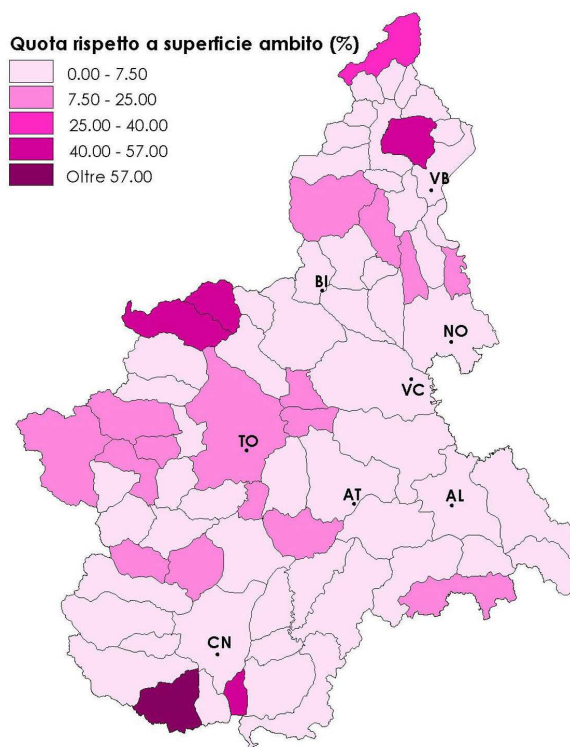 Quota rispetto a superficie ambito (%)
0.00 - 7.50
7.50 - 25.00
25.00 - 40.00
40.00 - 57.00
Oltre 57.00
VB
BI
NO
VC
TO
AT
AL
CN